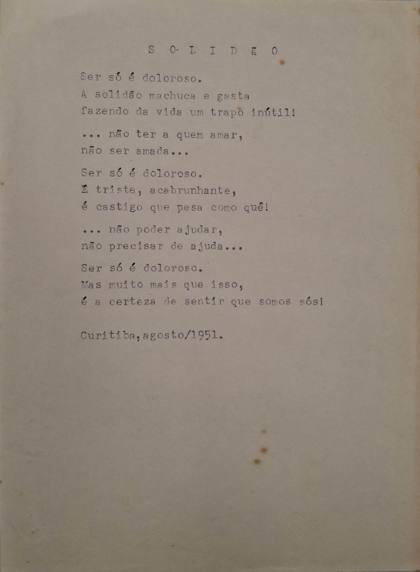 S O L I D Ã O
Ser só é doloroso.
A solidão machuca e gasta
fazendo da vida um trapo inútil!
... não ter a quem amar,
não ser amada...
Ser só é doloroso.
É triste, acabrunhante,
é castigo que pesa como quê!
... não poder ajudar,
não precisar de ajuda...
Ser só é doloroso.
Mas muito mais que isso,
é a certeza de sentir que somos sós!
Curitiba,agosto/1951.